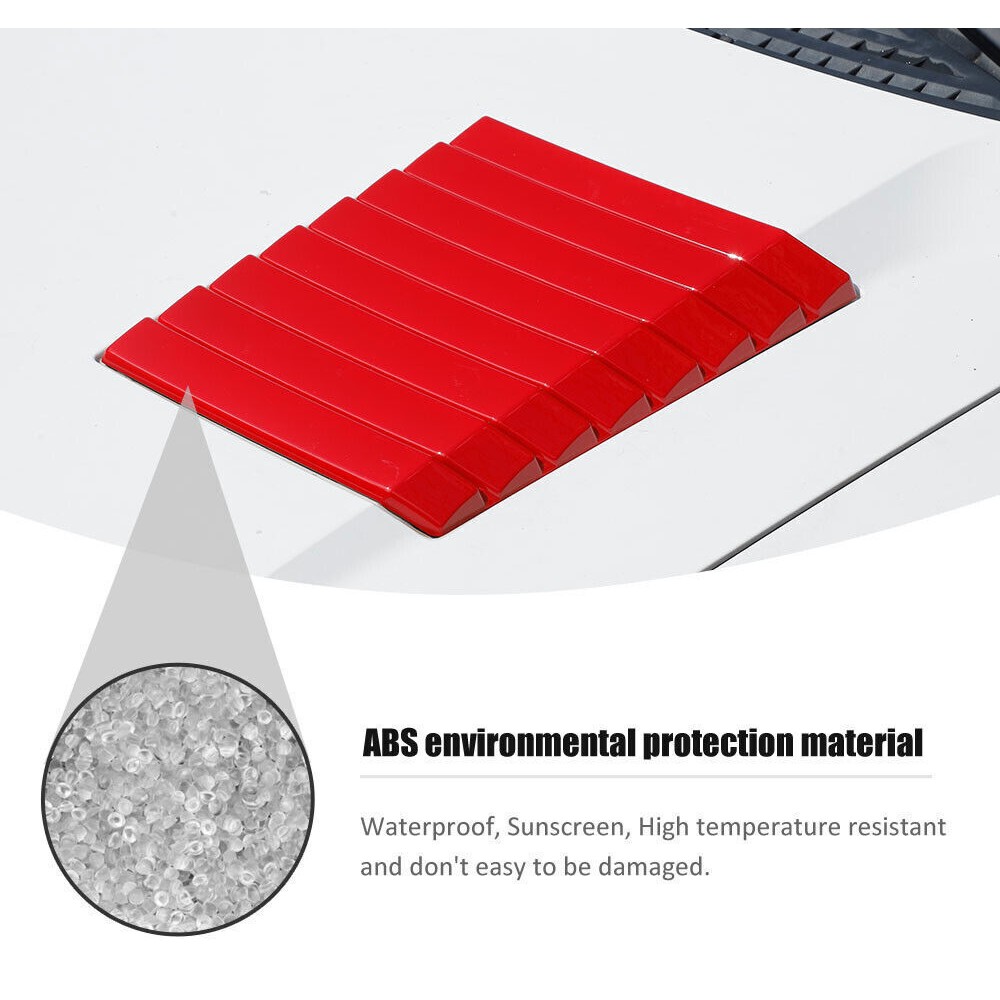 ABS environmental protection material
Waterproof, Sunscreen, High temperature resistant
and don't easy to be damaged.